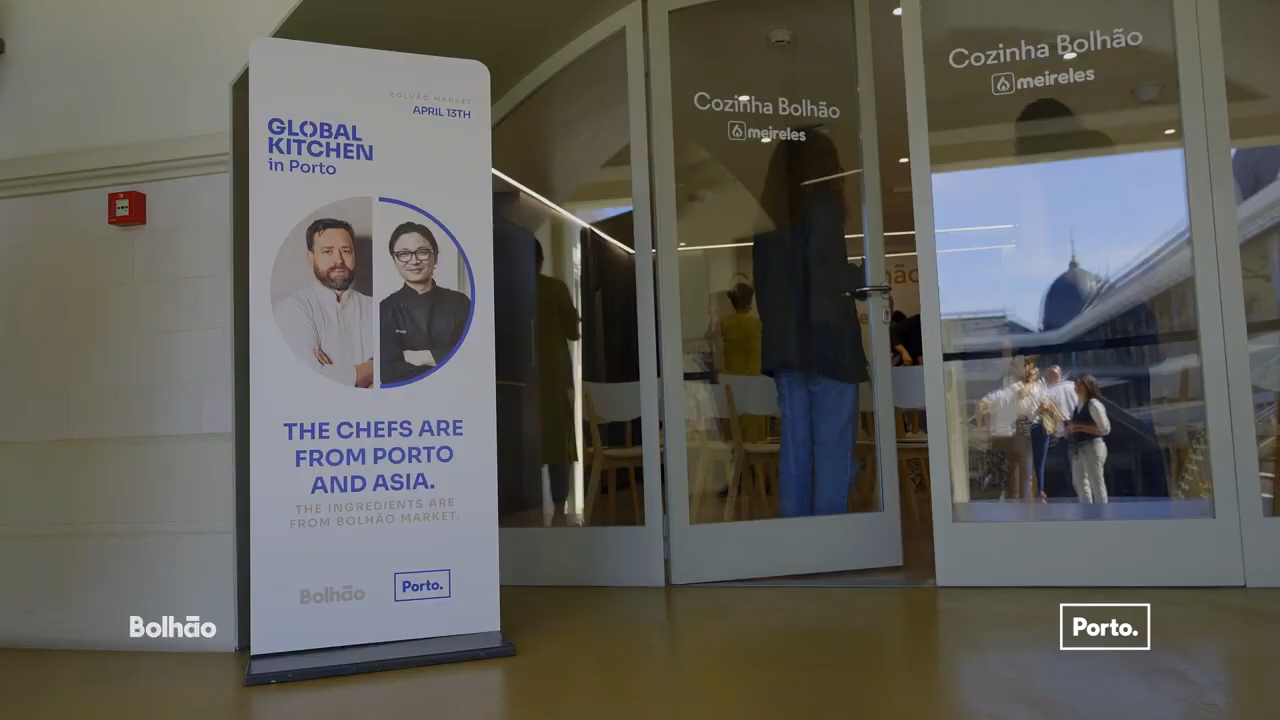 BOLHÃO MARKET
APRIL 13TH
GLOBAL
KITCHEN
in Porto
THE CHEFS ARE
FROM PORTO
AND ASIA.
THE INGREDIENTS ARE
FROM BOLHÃO MARKET.
Bolhão
Porto.
Cozinha Bolhão
meireles
Cozinha Bolhão
meireles
Bolhão
Porto.